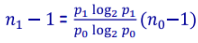 n₁ − 1 = (p₁ log₂ p₁)/(p₀ log₂ p₀) (n₀−1)